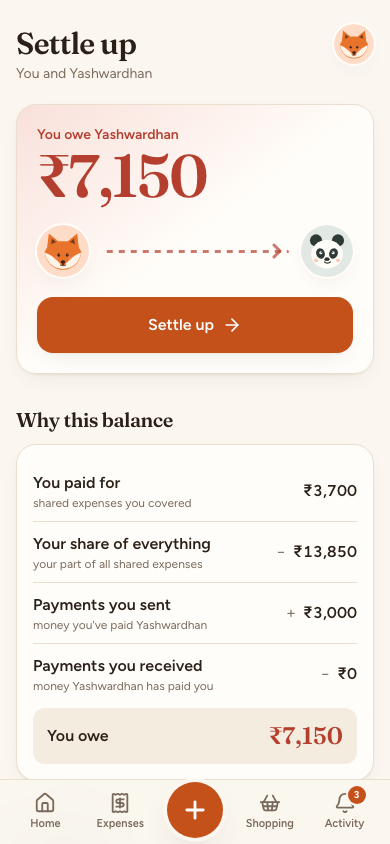 Settle up
You and Yashwardhan
You owe Yashwardhan
₹7,150
Settle up →
Why this balance
You paid for
shared expenses you covered
₹3,700
Your share of everything
your part of all shared expenses
− ₹13,850
Payments you sent
money you've paid Yashwardhan
+ ₹3,000
Payments you received
money Yashwardhan has paid you
− ₹0
You owe
₹7,150
Home
Expenses
Shopping
3
Activity